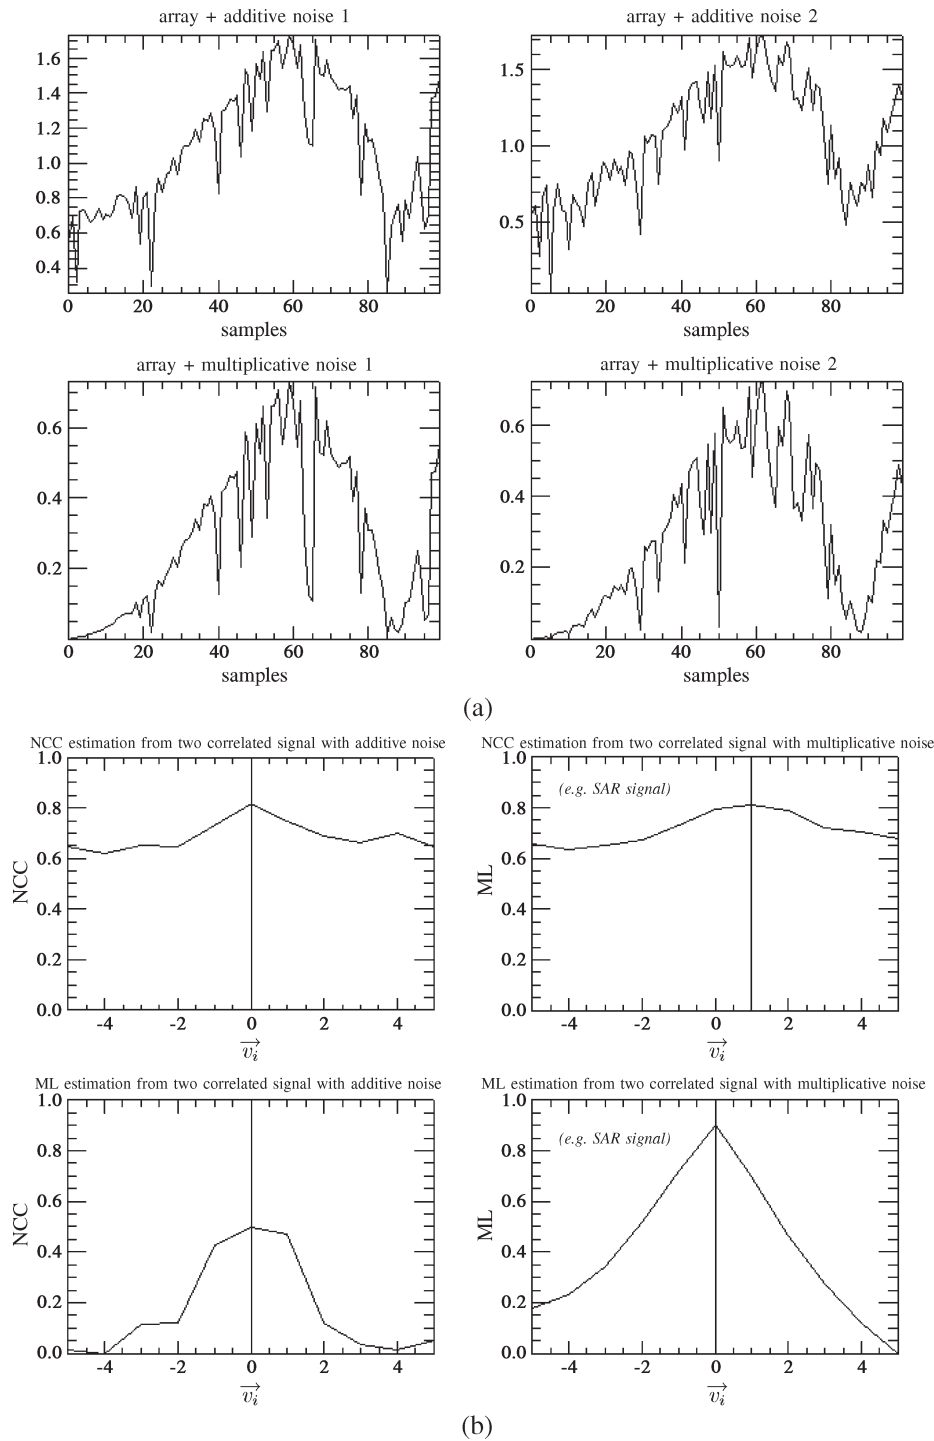 array + additive noise 1
array + additive noise 2
1.6
1.4
1.2
1.0
0.8
0.6
0.4
0 20 40 60 80
samples
1.5
1.0
0.5
0 20 40 60 80
samples
array + multiplicative noise 1
array + multiplicative noise 2
0.6
0.4
0.2
0 20 40 60 80
samples
0.6
0.4
0.2
0 20 40 60 80
samples
(a)
NCC estimation from two correlated signal with additive noise
NCC estimation from two correlated signal with multiplicative noise
1.0
0.8
0.6
0.4
0.2
0.0
NCC
-4 -2 0 2 4
v⃗i
(e.g. SAR signal)
1.0
0.8
0.6
0.4
0.2
0.0
ML
-4 -2 0 2 4
v⃗i
ML estimation from two correlated signal with additive noise
ML estimation from two correlated signal with multiplicative noise
1.0
0.8
0.6
0.4
0.2
0.0
NCC
-4 -2 0 2 4
v⃗i
(e.g. SAR signal)
1.0
0.8
0.6
0.4
0.2
0.0
ML
-4 -2 0 2 4
v⃗i
(b)